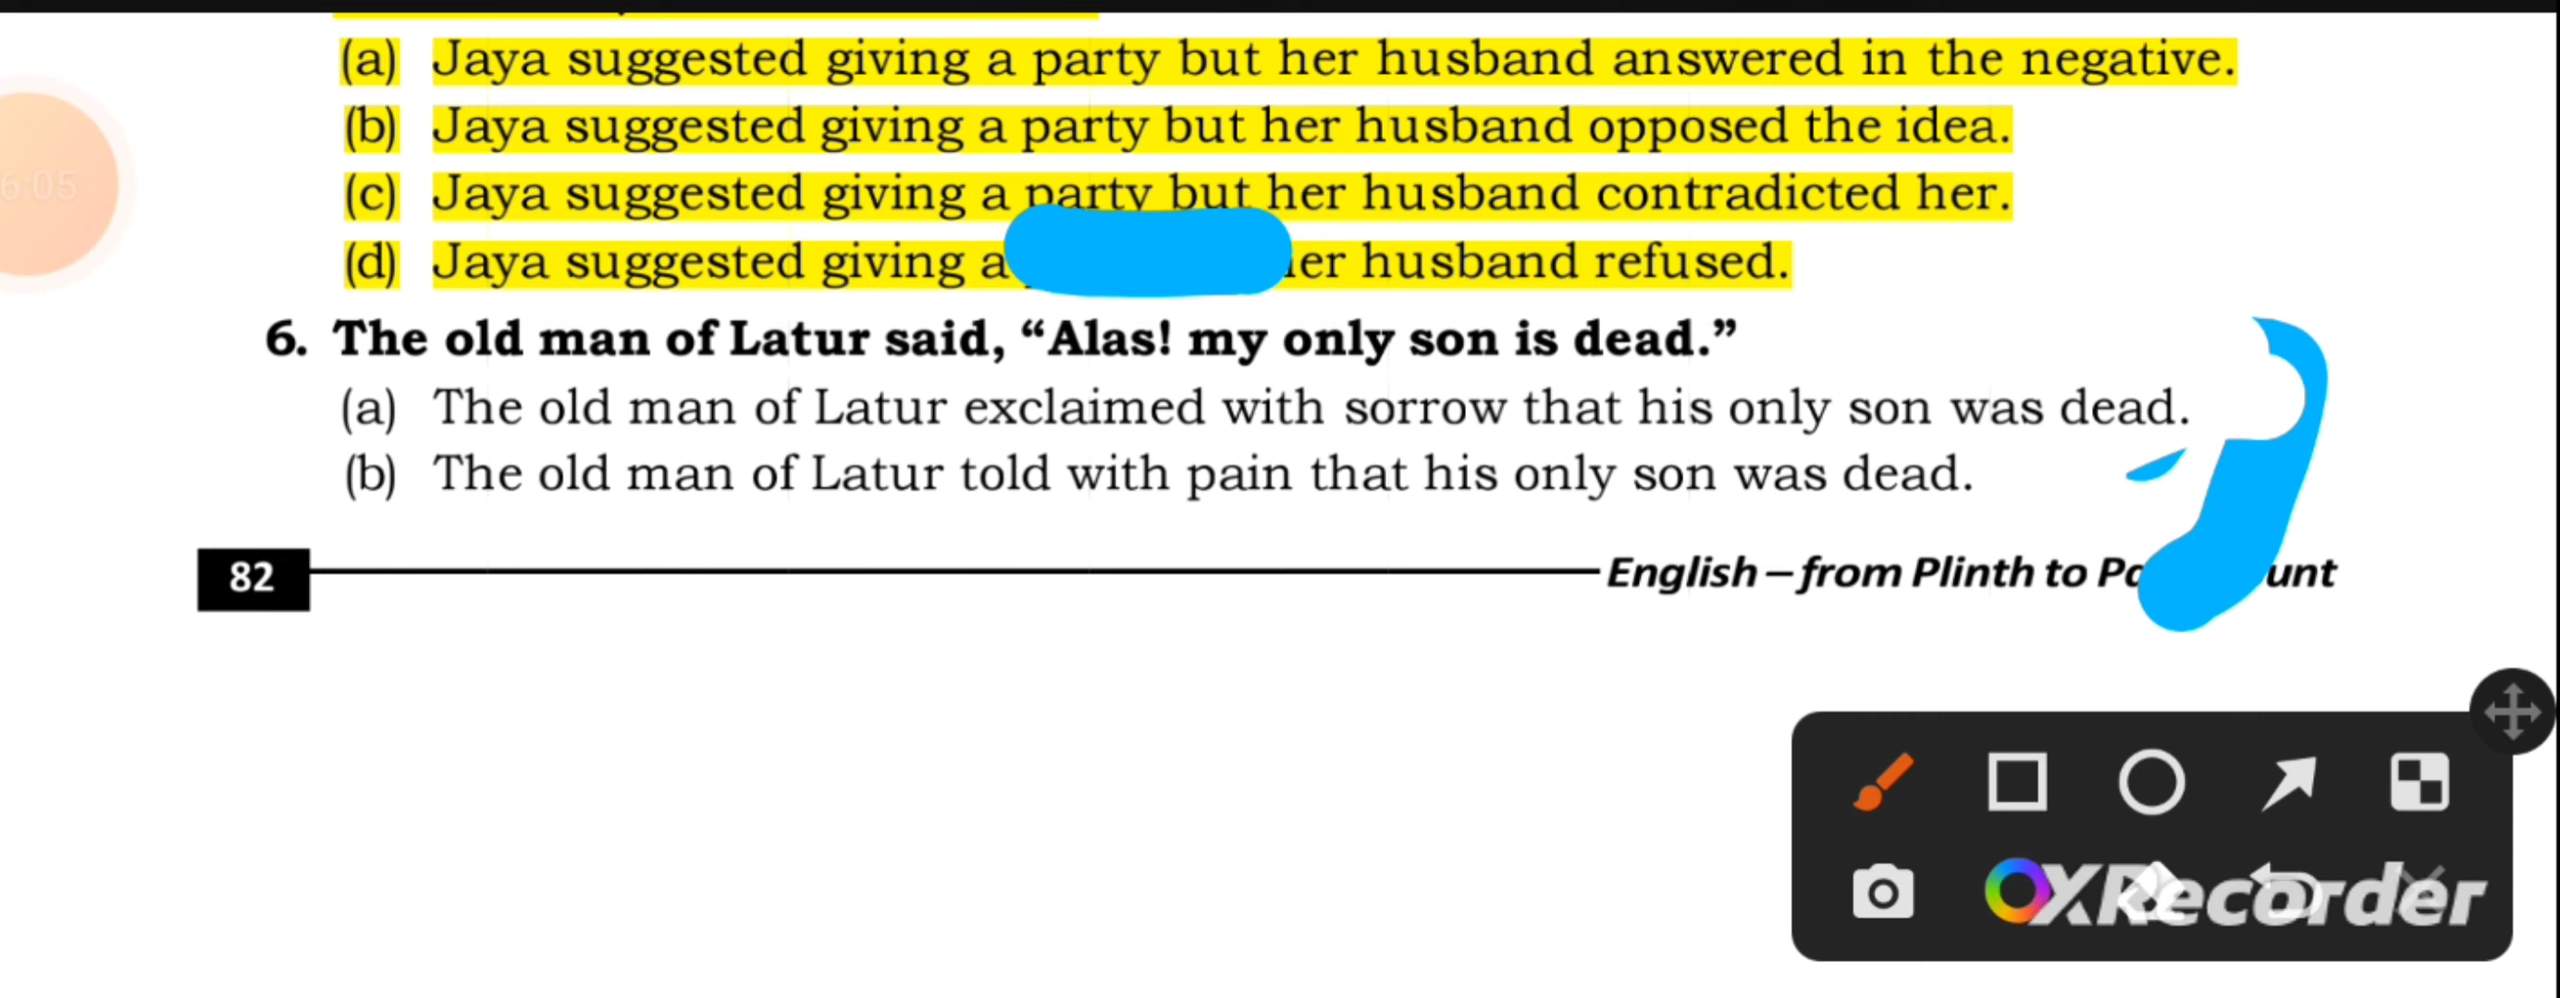 (a) Jaya suggested giving a party but her husband answered in the negative.
(b) Jaya suggested giving a party but her husband opposed the idea.
(c) Jaya suggested giving a party but her husband contradicted her.
(d) Jaya suggested giving a husband refused.
6. The old man of Latur said, “Alas! my only son is dead.”
(a) The old man of Latur exclaimed with sorrow that his only son was dead.
(b) The old man of Latur told with pain that his only son was dead.
82 English – from Plinth to
6:05
XRecorder